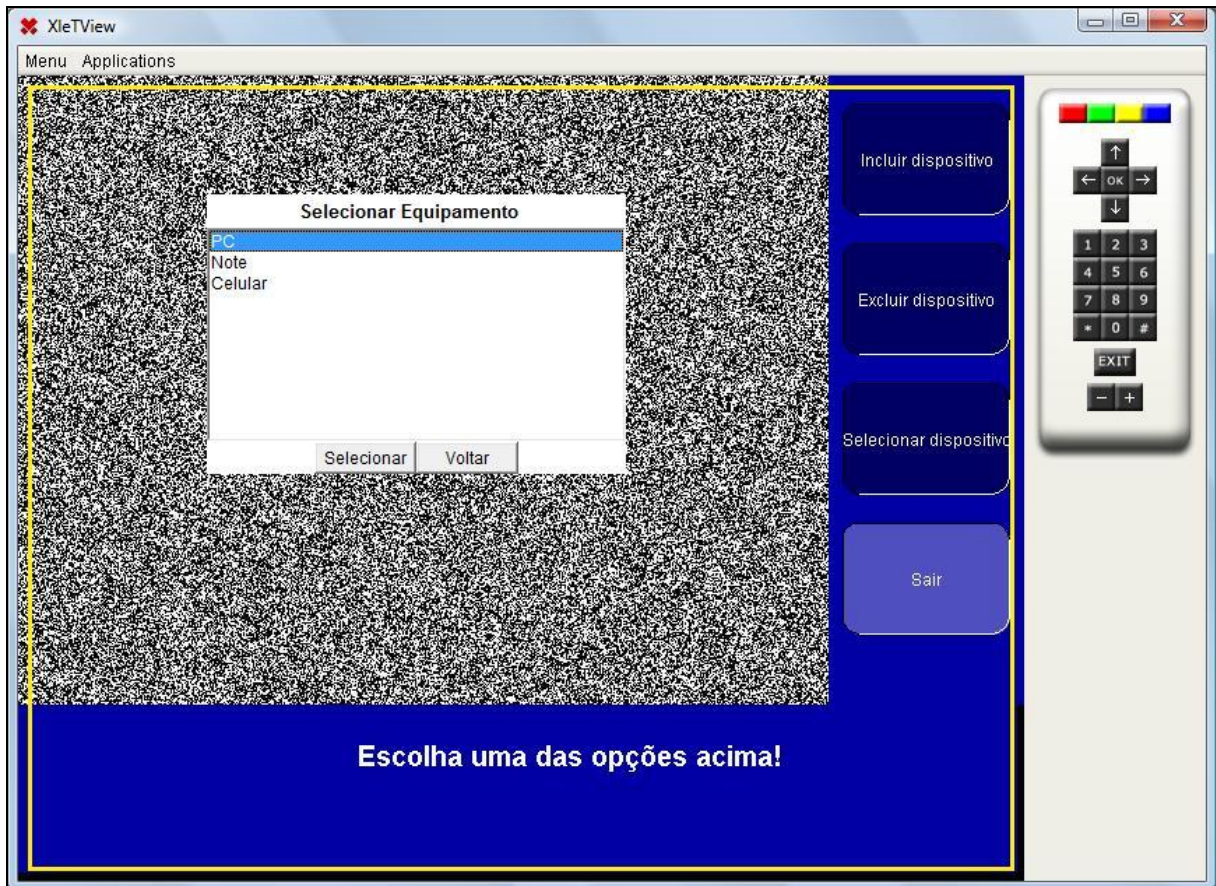 XleTView
Menu Applications
Selecionar Equipamento
PC
Note
Celular
Selecionar
Voltar
Incluir dispositivo
Excluir dispositivo
Selecionar dispositivo
Sair
Escolha uma das opções acima!
OK
1 2 3
4 5 6
7 8 9
* 0 #
EXIT
- +